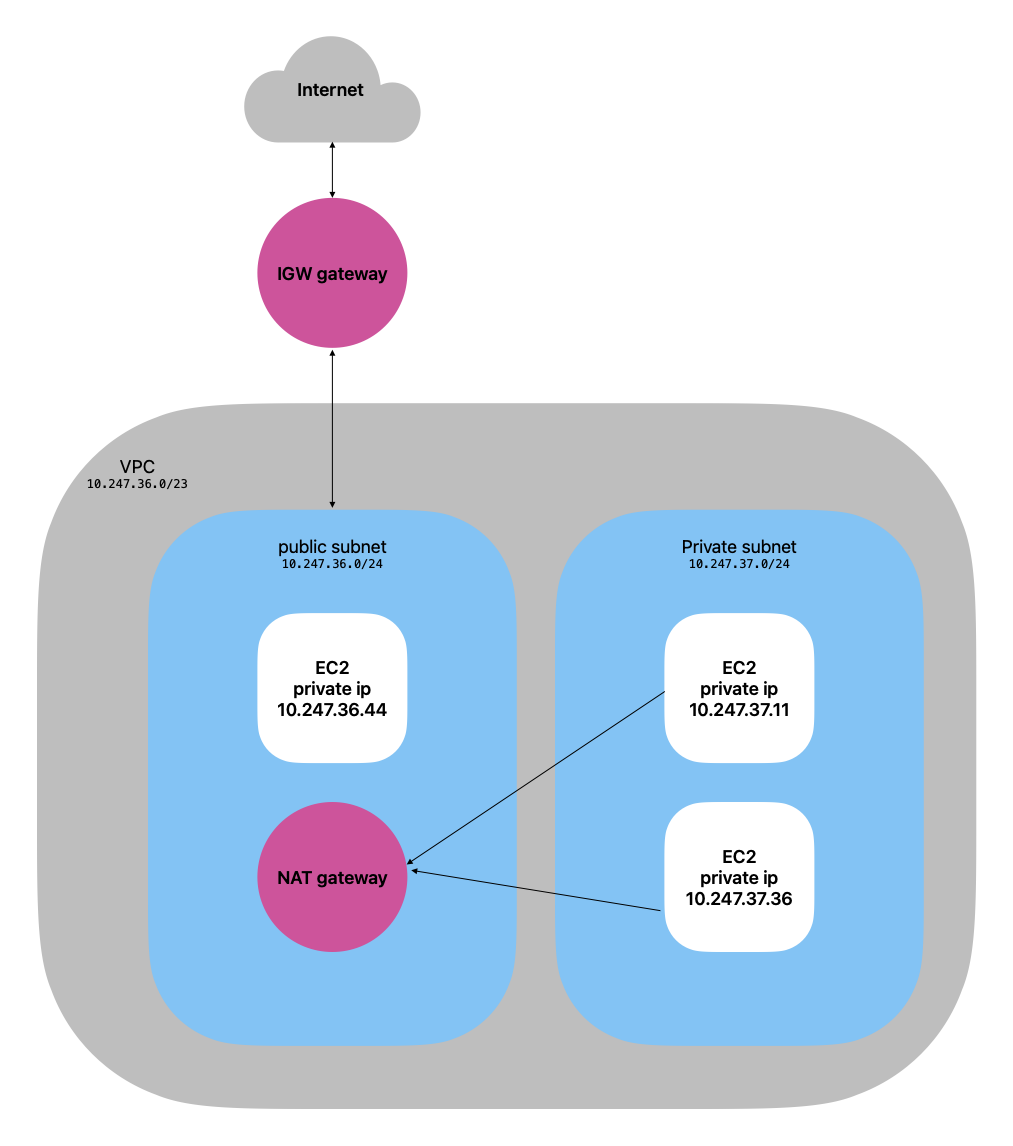 Internet
IGW gateway
VPC
10.247.36.0/23
public subnet
10.247.36.0/24
EC2
private ip
10.247.36.44
NAT gateway
Private subnet
10.247.37.0/24
EC2
private ip
10.247.37.11
EC2
private ip
10.247.37.36